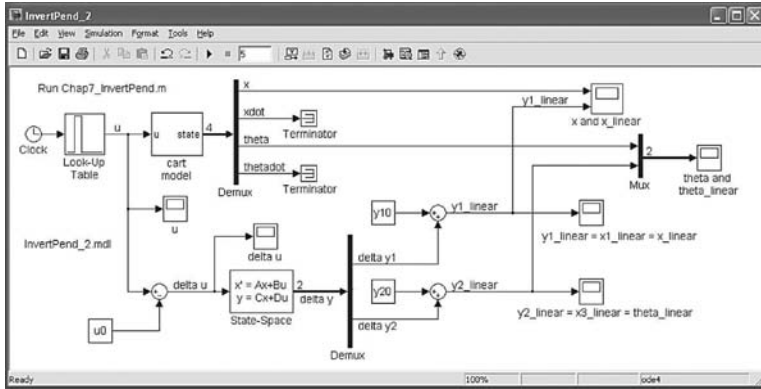 InvertPend_2
File Edit View Simulation Format Tools Help
5
Run Chap7_InvertPend.m
Clock
Look-Up
Table
u
u
state
cart
model
4
x
xdot
theta
thetadot
Demux
Terminator
Terminator
y1_linear
x and x_linear
2
Mux
theta and
theta_linear
u
InvertPend_2.mdl
delta u
delta u
u0
x' = Ax+Bu
y = Cx+Du
State-Space
2
delta y
Demux
delta y1
delta y2
y10
y1_linear
y1_linear = x1_linear = x_linear
y20
y2_linear
y2_linear = x3_linear = theta_linear
Ready
100%
ode4